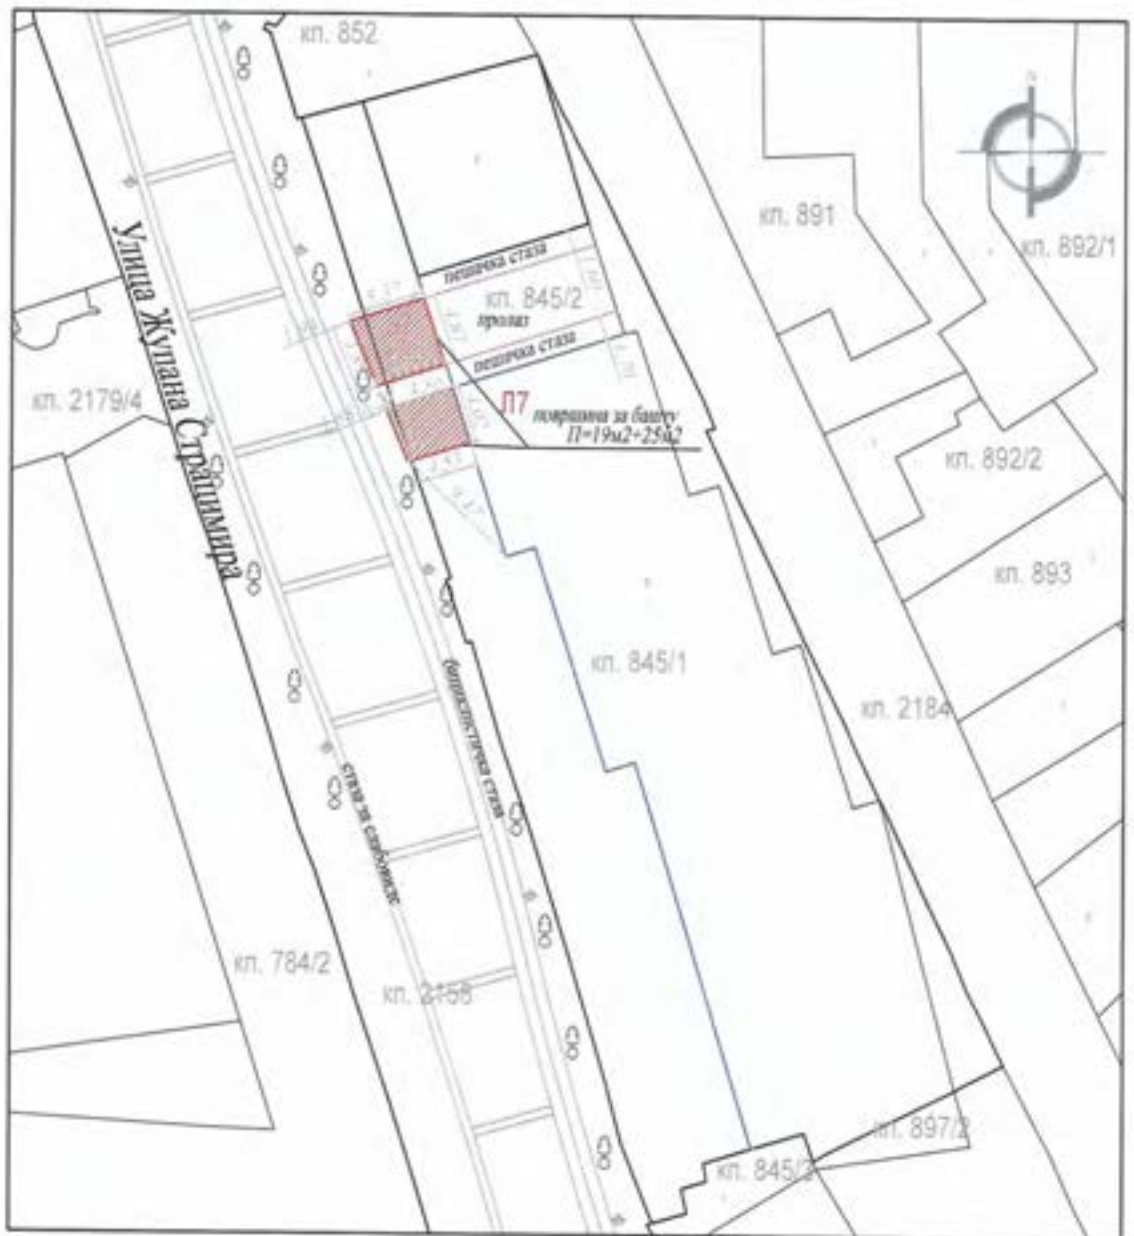 кп. 852
кп. 891
кп. 892/1
Улица Жупана Страцимира
пешачка стаза
кп. 845/2
пролаз
пешачка стаза
кп. 2179/4
Л7
површина за башту
П=19м2+25м2
кп. 892/2
кп. 893
кп. 845/1
кп. 2184
бициклистичка стаза
стаза за слабовиде
кп. 784/2
кп. 2158
кп. 897/2
кп. 845/3